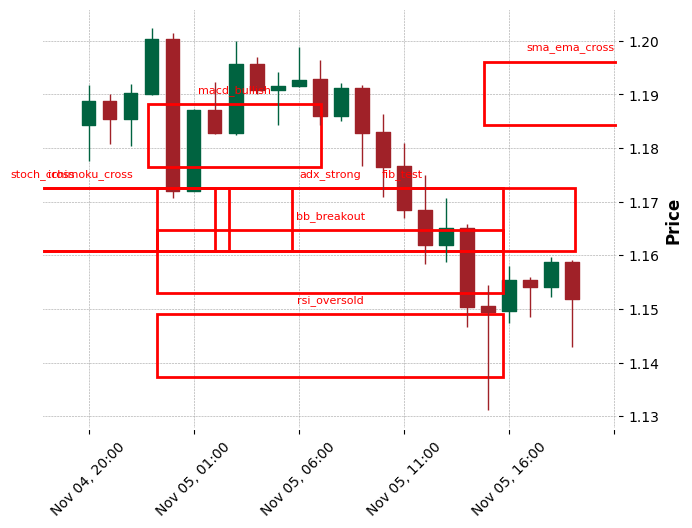 sma_ema_cross
macd_bullish
stoch_cross
ichimoku_cross
adx_strong
fib_test
bb_breakout
rsi_oversold
1.20
1.19
1.18
1.17
1.16
1.15
1.14
1.13
Price
Nov 04, 20:00
Nov 05, 01:00
Nov 05, 06:00
Nov 05, 11:00
Nov 05, 16:00